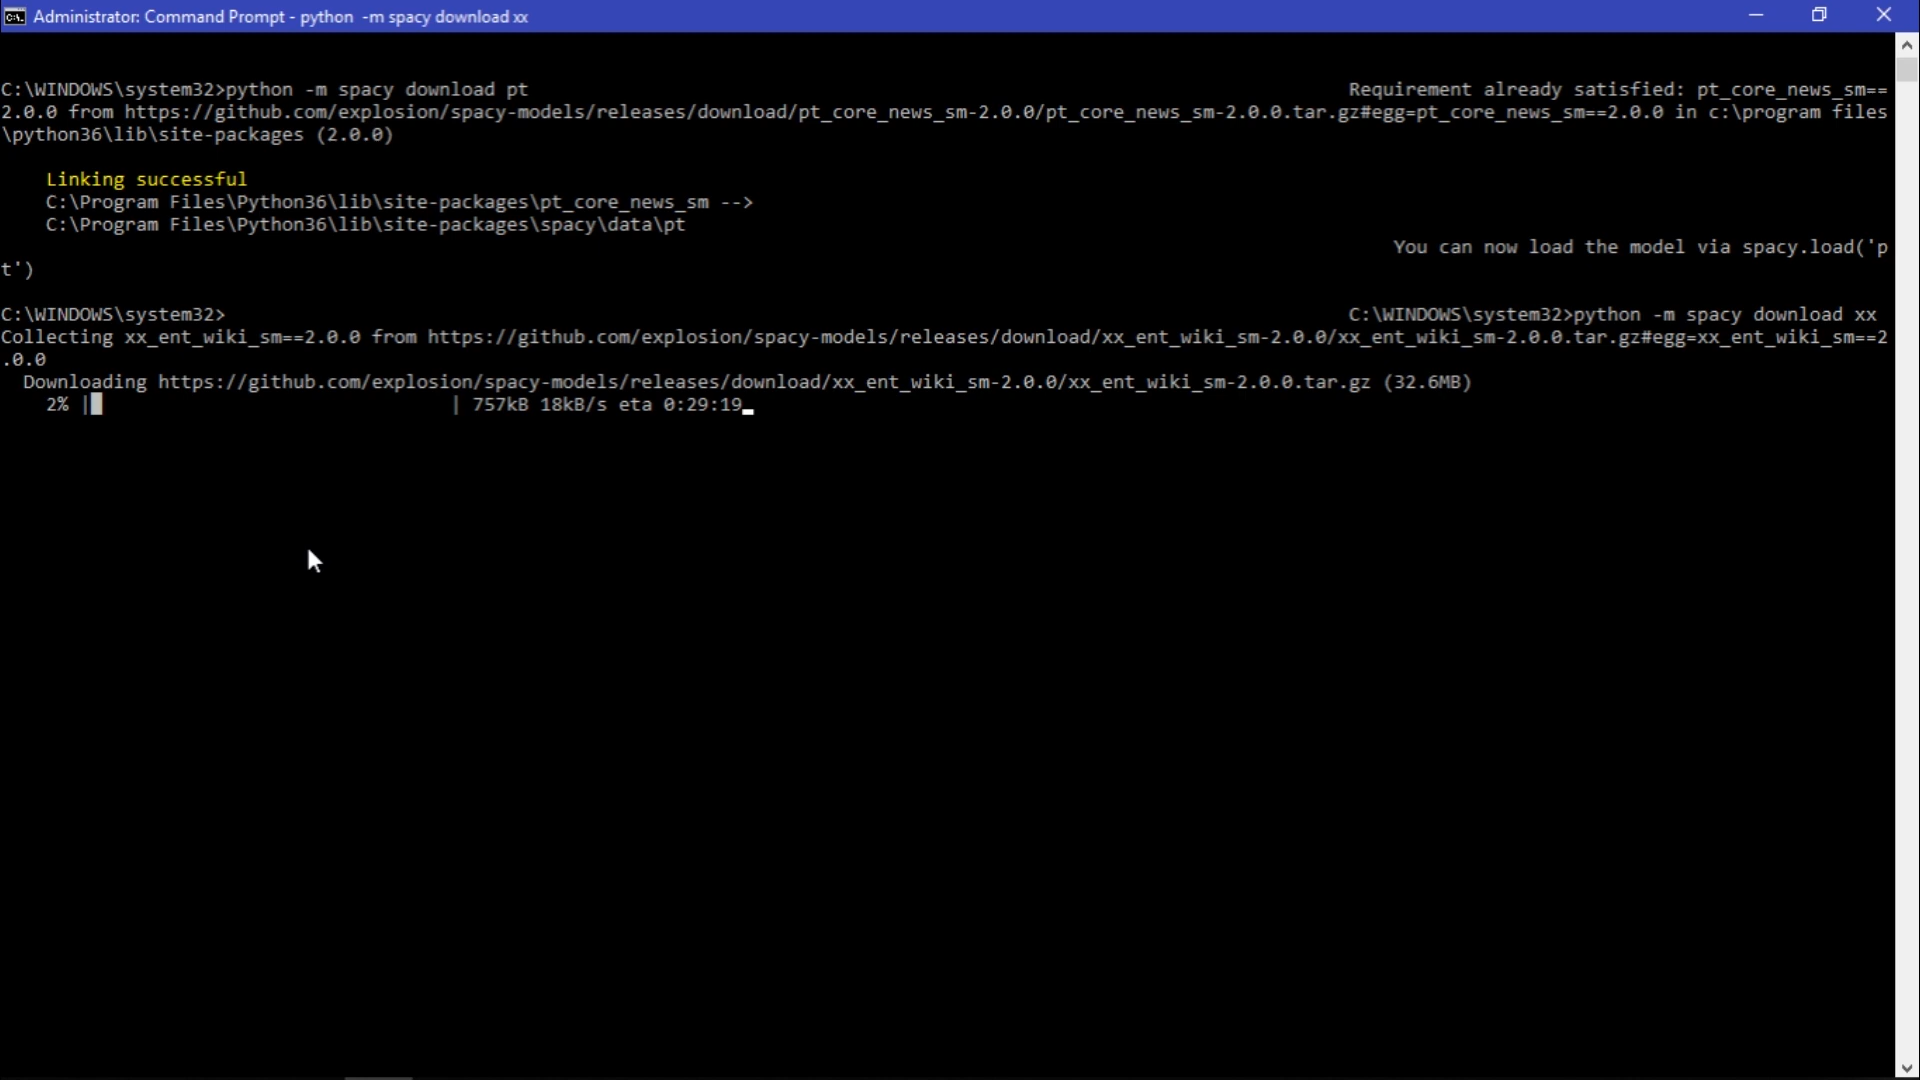 Administrator: Command Prompt - python  -m spacy download xx
C:\WINDOWS\system32>python -m spacy download pt Requirement already satisfied: pt_core_news_sm==
2.0.0 from https://github.com/explosion/spacy-models/releases/download/pt_core_news_sm-2.0.0/pt_core_news_sm-2.0.0.tar.gz#egg=pt_core_news_sm==2.0.0 in c:\program files
\python36\lib\site-packages (2.0.0)
Linking successful
C:\Program Files\Python36\lib\site-packages\pt_core_news_sm -->
C:\Program Files\Python36\lib\site-packages\spacy\data\pt
You can now load the model via spacy.load('p
t')
C:\WINDOWS\system32> C:\WINDOWS\system32>python -m spacy download xx
Collecting xx_ent_wiki_sm==2.0.0 from https://github.com/explosion/spacy-models/releases/download/xx_ent_wiki_sm-2.0.0/xx_ent_wiki_sm-2.0.0.tar.gz#egg=xx_ent_wiki_sm==2
.0.0
Downloading https://github.com/explosion/spacy-models/releases/download/xx_ent_wiki_sm-2.0.0/xx_ent_wiki_sm-2.0.0.tar.gz (32.6MB)
2% |█ | 757kB 18kB/s eta 0:29:19